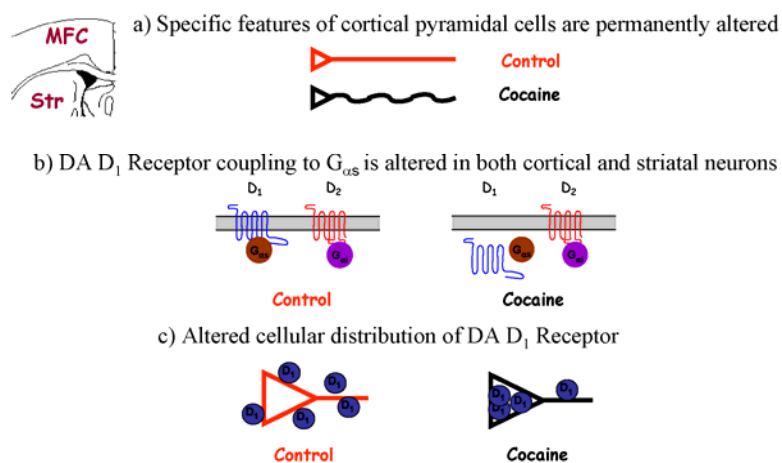 a) Specific features of cortical pyramidal cells are permanently altered
MFC
Str
Control
Cocaine
b) DA D₁ Receptor coupling to Gαs is altered in both cortical and striatal neurons
D₁ D₂ D₁ D₂
Gαs Gαi Gαs Gαi
Control Cocaine
c) Altered cellular distribution of DA D₁ Receptor
D₁ D₁ D₁
D₁ D₁ D₁ D₁
D₁ D₁
Control Cocaine